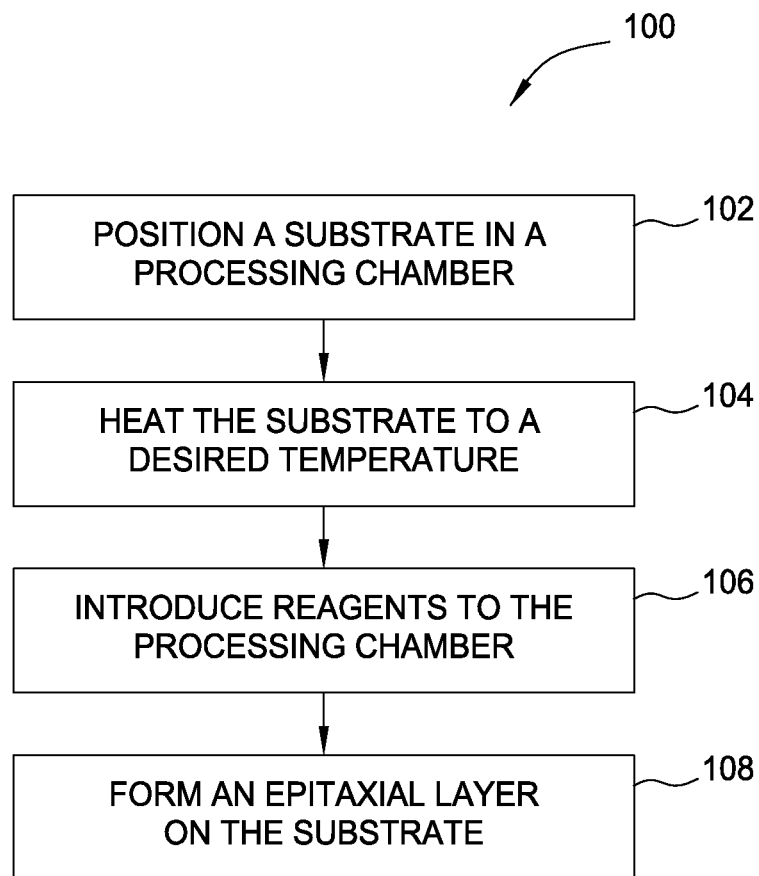 100
POSITION A SUBSTRATE IN A
PROCESSING CHAMBER
102
HEAT THE SUBSTRATE TO A
DESIRED TEMPERATURE
104
INTRODUCE REAGENTS TO THE
PROCESSING CHAMBER
106
FORM AN EPITAXIAL LAYER
ON THE SUBSTRATE
108